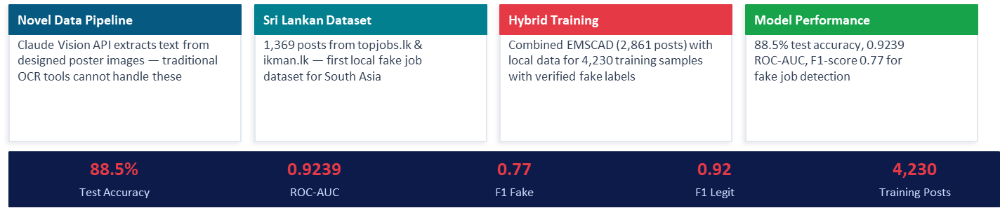 Novel Data Pipeline
Claude Vision API extracts text from
designed poster images — traditional
OCR tools cannot handle these
Sri Lankan Dataset
1,369 posts from topjobs.lk &
ikman.lk — first local fake job
dataset for South Asia
Hybrid Training
Combined EMSCAD (2,861 posts) with
local data for 4,230 training samples
with verified fake labels
Model Performance
88.5% test accuracy, 0.9239
ROC-AUC, F1-score 0.77 for
fake job detection
88.5%
Test Accuracy
0.9239
ROC-AUC
0.77
F1 Fake
0.92
F1 Legit
4,230
Training Posts